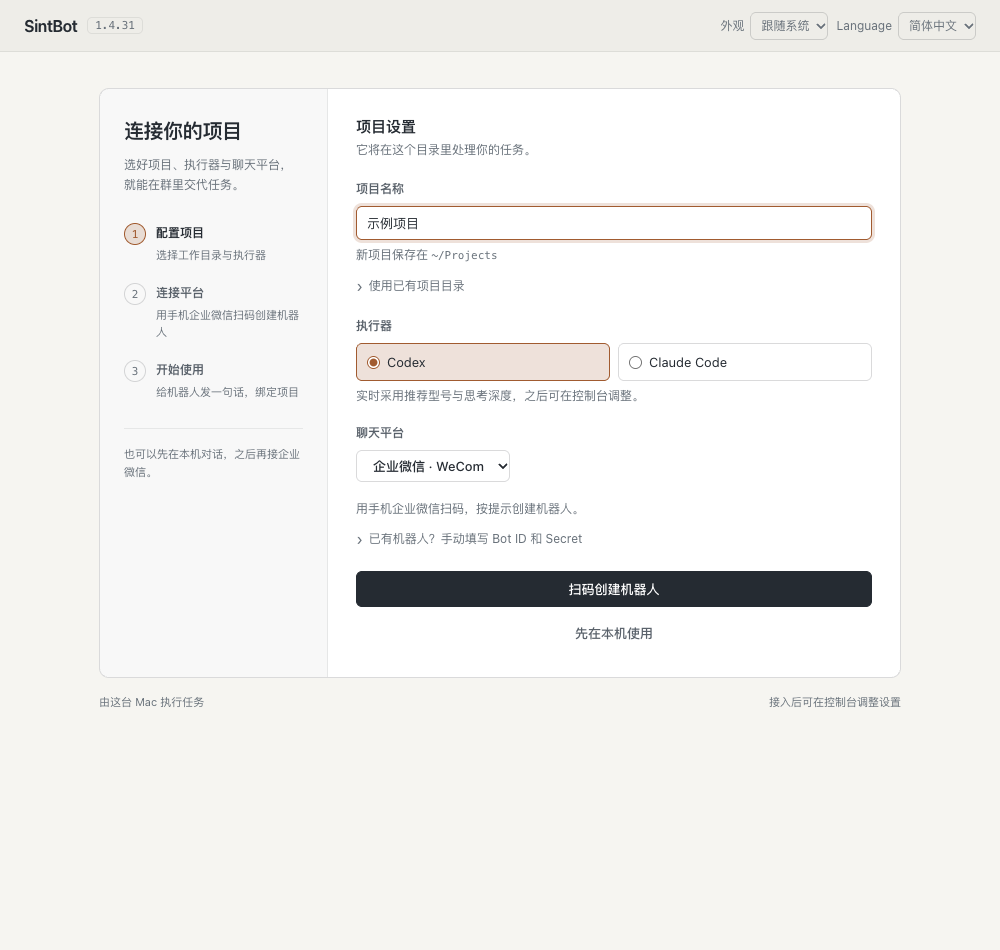 SintBot 1.4.31 外观 跟随系统 Language 简体中文
连接你的项目
选好项目、执行器与聊天平台，
就能在群里交代任务。
1 配置项目
选择工作目录与执行器
2 连接平台
用手机企业微信扫码创建机器
人
3 开始使用
给机器人发一句话，绑定项目
也可以先在本机对话，之后再接企业
微信。
项目设置
它将在这个目录里处理你的任务。
项目名称
示例项目
新项目保存在 ~/Projects
› 使用已有项目目录
执行器
Codex Claude Code
实时采用推荐型号与思考深度，之后可在控制台调整。
聊天平台
企业微信 · WeCom
用手机企业微信扫码，按提示创建机器人。
› 已有机器人？手动填写 Bot ID 和 Secret
扫码创建机器人
先在本机使用
由这台 Mac 执行任务 接入后可在控制台调整设置